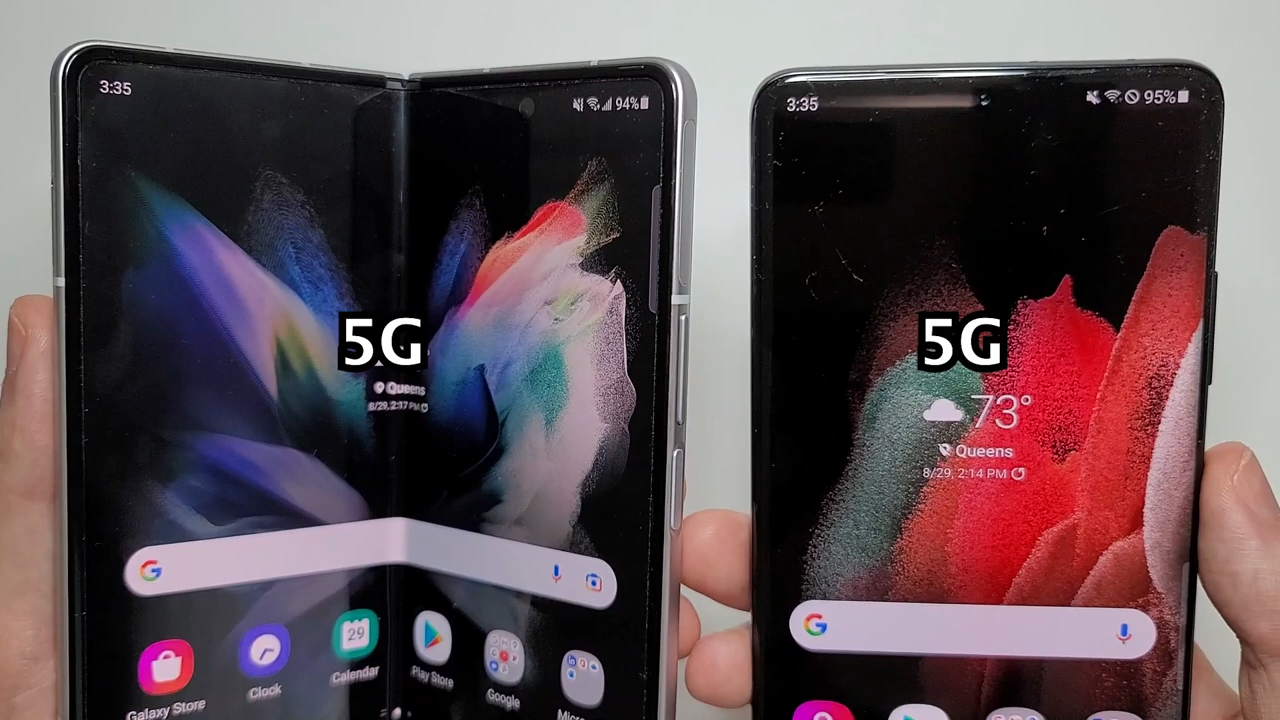 3:35
94%
5G
Queens
8/29, 2:17 PM
29
Galaxy Store
Clock
Calendar
Play Store
Google
Micro
3:35
95%
5G
73°
Queens
8/29, 2:14 PM